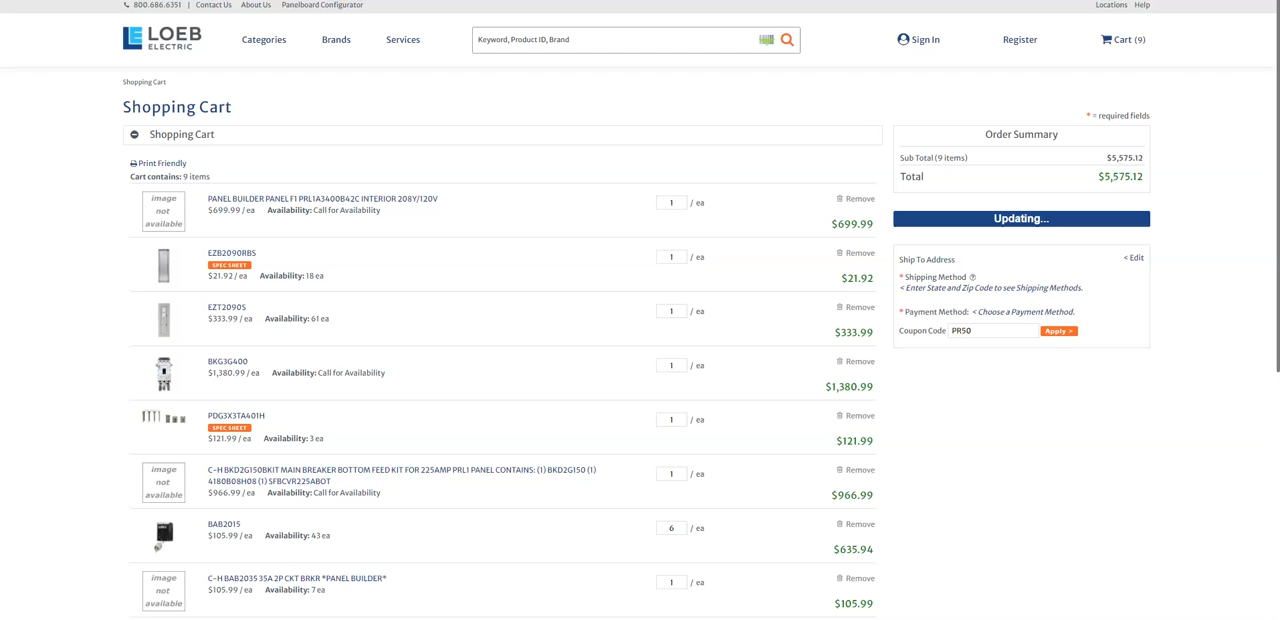 800.686.6351 | Contact Us About Us Panelboard Configurator Locations Help
LOEB
ELECTRIC
Categories Brands Services Keyword, Product ID, Brand Sign In Register Cart (9)
Shopping Cart
Shopping Cart
* = required fields
Shopping Cart
Print Friendly
Cart contains: 9 items
image
not
available
PANEL BUILDER PANEL F1 PRL1A3400B42C INTERIOR 208Y/120V
$699.99 / ea Availability: Call for Availability
1 / ea
Remove
$699.99
EZB2090RBS
SPEC SHEET
$21.92 / ea Availability: 18 ea
1 / ea
Remove
$21.92
EZT2090S
$333.99 / ea Availability: 61 ea
1 / ea
Remove
$333.99
BKG3G400
$1,380.99 / ea Availability: Call for Availability
1 / ea
Remove
$1,380.99
PDG3X3TA401H
SPEC SHEET
$121.99 / ea Availability: 3 ea
1 / ea
Remove
$121.99
image
not
available
C-H BKD2G150BKIT MAIN BREAKER BOTTOM FEED KIT FOR 225AMP PRL1 PANEL CONTAINS: (1) BKD2G150 (1)
4180B08H08 (1) SFBCVR225ABOT
$966.99 / ea Availability: Call for Availability
1 / ea
Remove
$966.99
BAB2015
$105.99 / ea Availability: 43 ea
6 / ea
Remove
$635.94
image
not
available
C-H BAB2035 35A 2P CKT BRKR *PANEL BUILDER*
$105.99 / ea Availability: 7 ea
1 / ea
Remove
$105.99
Order Summary
Sub Total (9 items) $5,575.12
Total $5,575.12
Updating...
Ship To Address < Edit
* Shipping Method ?
< Enter State and Zip Code to see Shipping Methods.
* Payment Method: < Choose a Payment Method.
Coupon Code PR50 Apply >